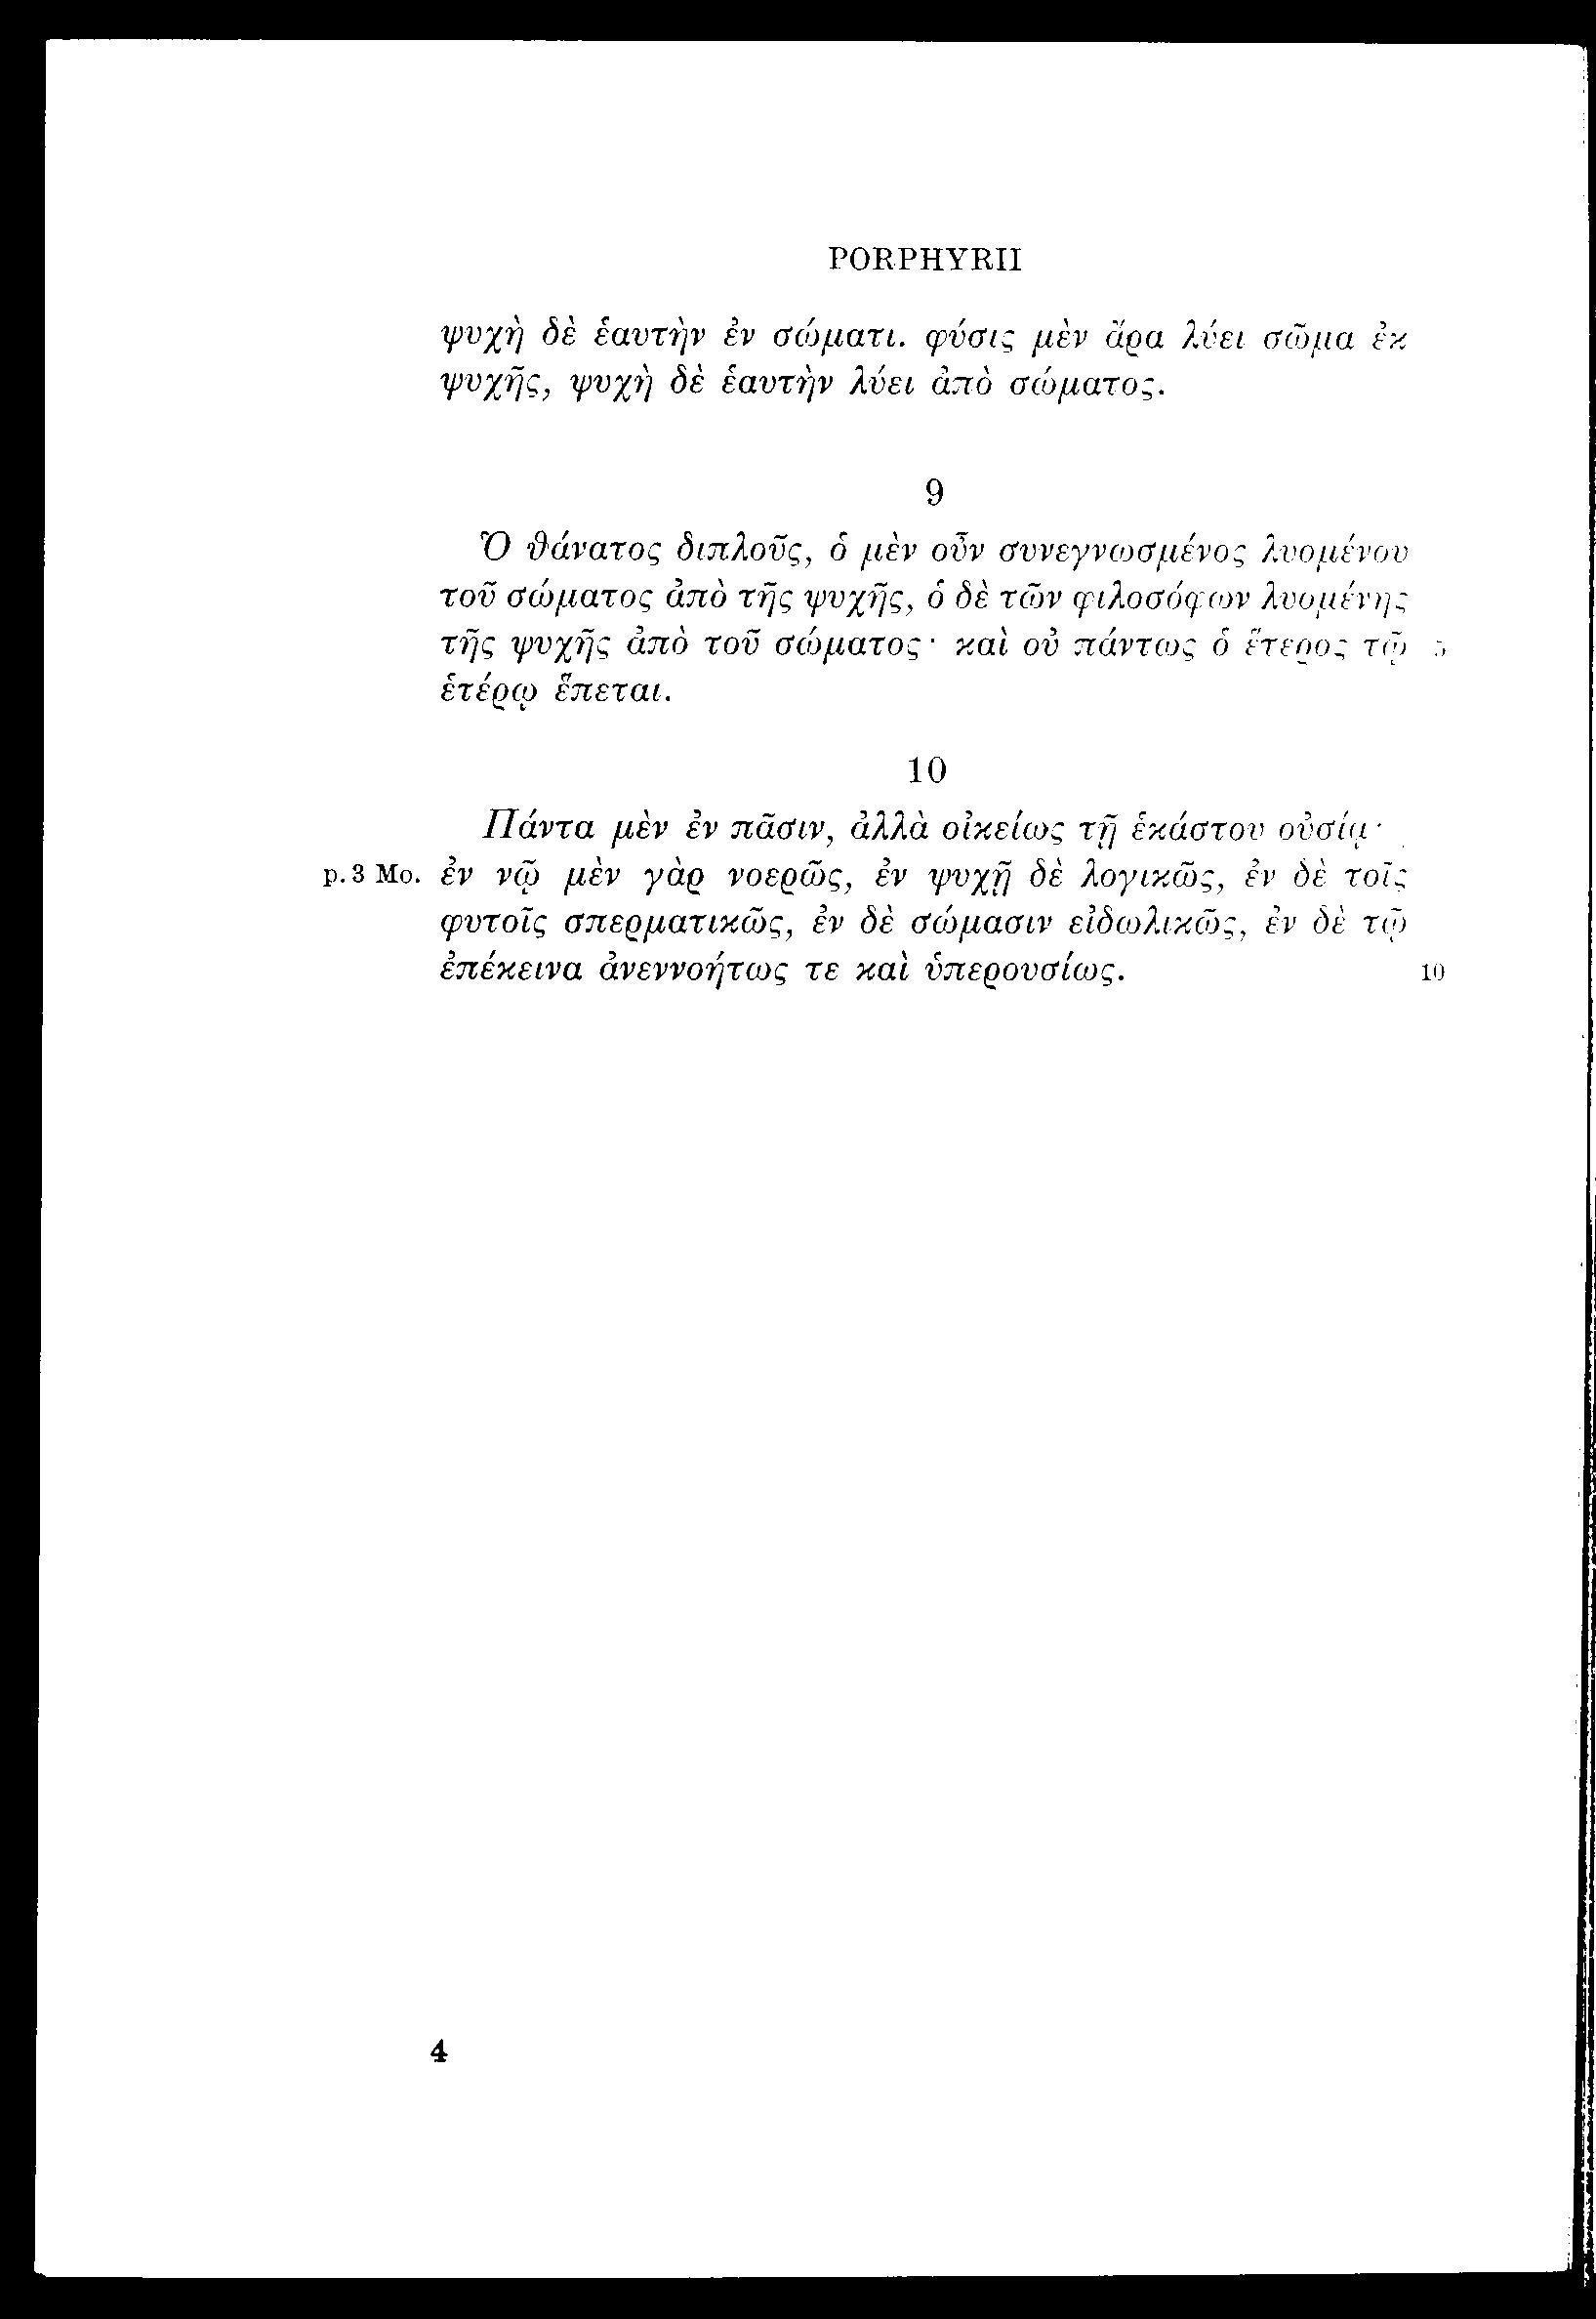 PORPHYRII
ψυχὴ δὲ ἑαυτὴν ἐν σώματι. φύσις μὲν ἄρα λύει σῶμα ἐκ
ψυχῆς, ψυχὴ δὲ ἑαυτὴν λύει ἀπὸ σώματος.
9
Ὁ θάνατος διπλοῦς, ὁ μὲν οὖν συνεγνωσμένος λυομένου
τοῦ σώματος ἀπὸ τῆς ψυχῆς, ὁ δὲ τῶν φιλοσόφων λυομένης
τῆς ψυχῆς ἀπὸ τοῦ σώματος· καὶ οὐ πάντως ὁ ἕτερος τῷ 5
ἑτέρῳ ἕπεται.
10
Πάντα μὲν ἐν πᾶσιν, ἀλλὰ οἰκείως τῇ ἑκάστου οὐσίᾳ·
p. 3 Mo. ἐν νῷ μὲν γὰρ νοερῶς, ἐν ψυχῇ δὲ λογικῶς, ἐν δὲ τοῖς
φυτοῖς σπερματικῶς, ἐν δὲ σώμασιν εἰδωλικῶς, ἐν δὲ τῷ
ἐπέκεινα ἀνεννοήτως τε καὶ ὑπερουσίως. 10
4